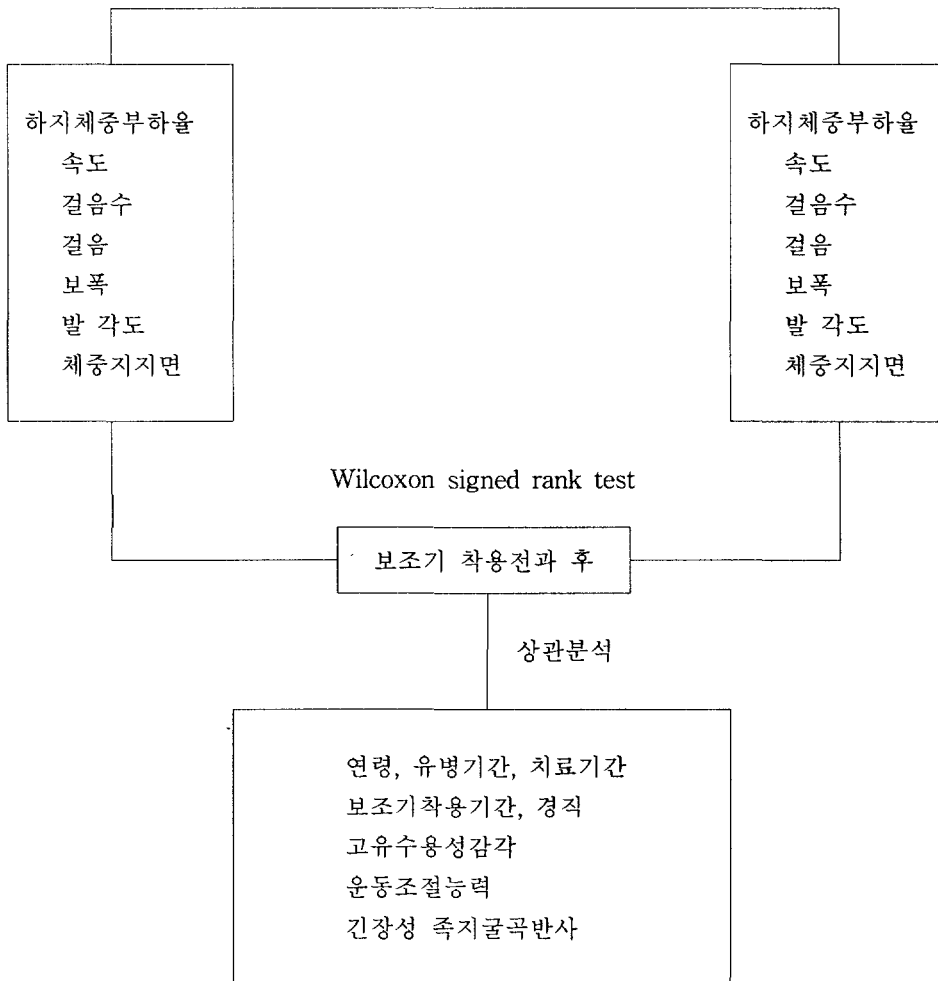 하지체중부하율
속도
걸음수
걸음
보폭
발 각도
체중지지면
하지체중부하율
속도
걸음수
걸음
보폭
발 각도
체중지지면
Wilcoxon signed rank test
보조기 착용전과 후
상관분석
연령, 유병기간, 치료기간
보조기착용기간, 경직
고유수용성감각
운동조절능력
긴장성 족지굴곡반사